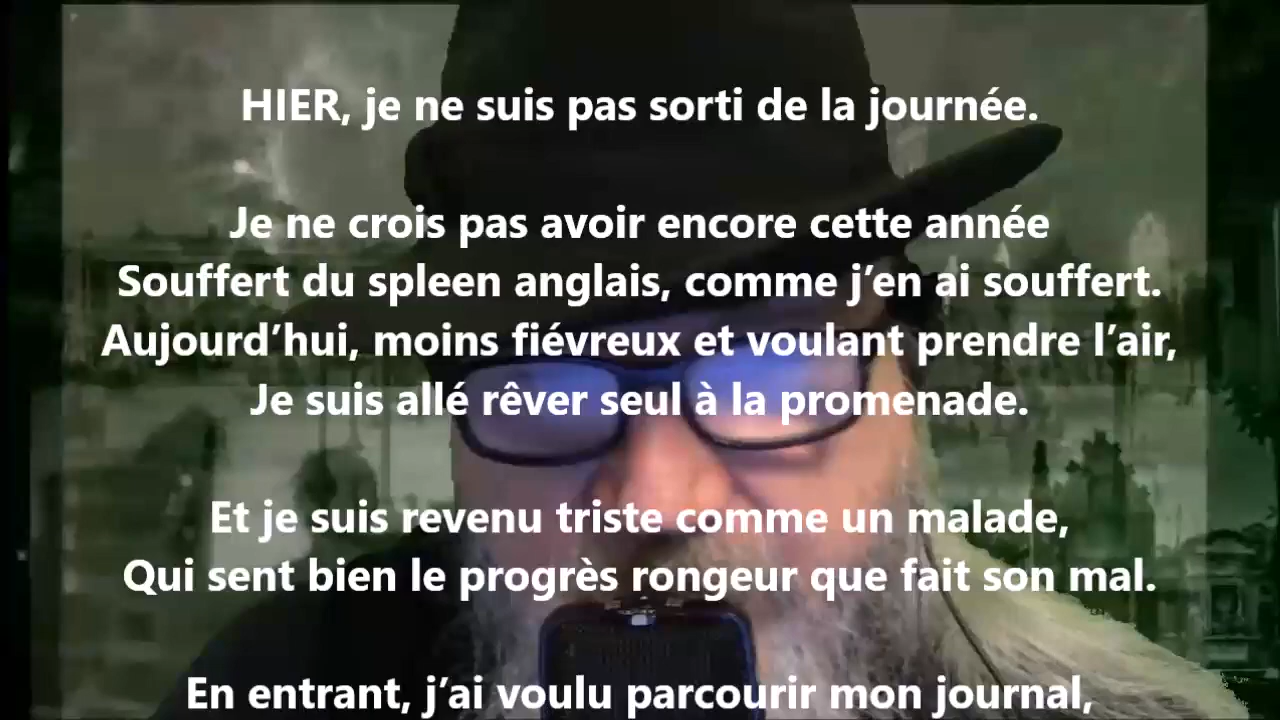 HIER, je ne suis pas sorti de la journée.
Je ne crois pas avoir encore cette année
Souffert du spleen anglais, comme j’en ai souffert.
Aujourd’hui, moins fiévreux et voulant prendre l’air,
Je suis allé rêver seul à la promenade.
Et je suis revenu triste comme un malade,
Qui sent bien le progrès rongeur que fait son mal.
En entrant, j’ai voulu parcourir mon journal,